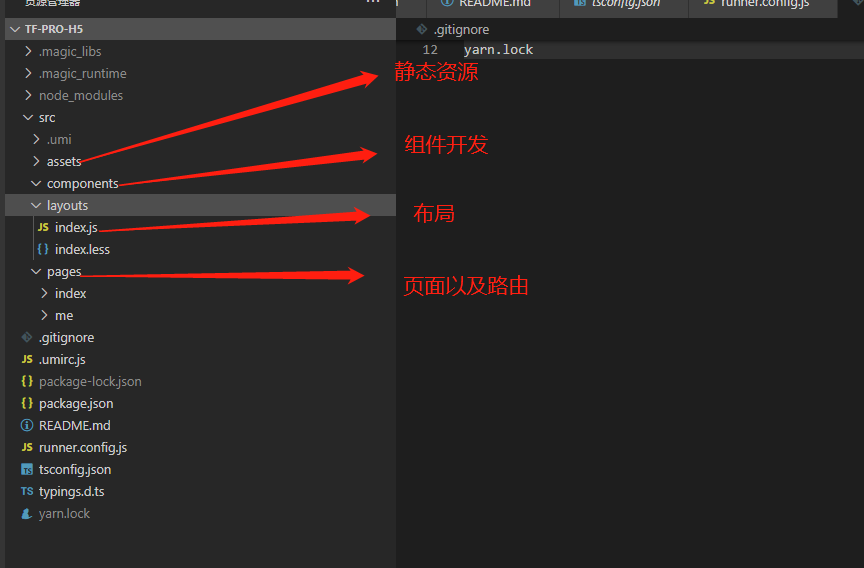 资源管理器
README.md
tsconfig.json
runner.config.js
TF-PRO-H5
.gitignore
12 yarn.lock
.magic_libs
.magic_runtime
node_modules
src
.umi
assets
components
layouts
index.js
index.less
pages
index
me
.gitignore
.umirc.js
package-lock.json
package.json
README.md
runner.config.js
tsconfig.json
typings.d.ts
yarn.lock
静态资源
组件开发
布局
页面以及路由